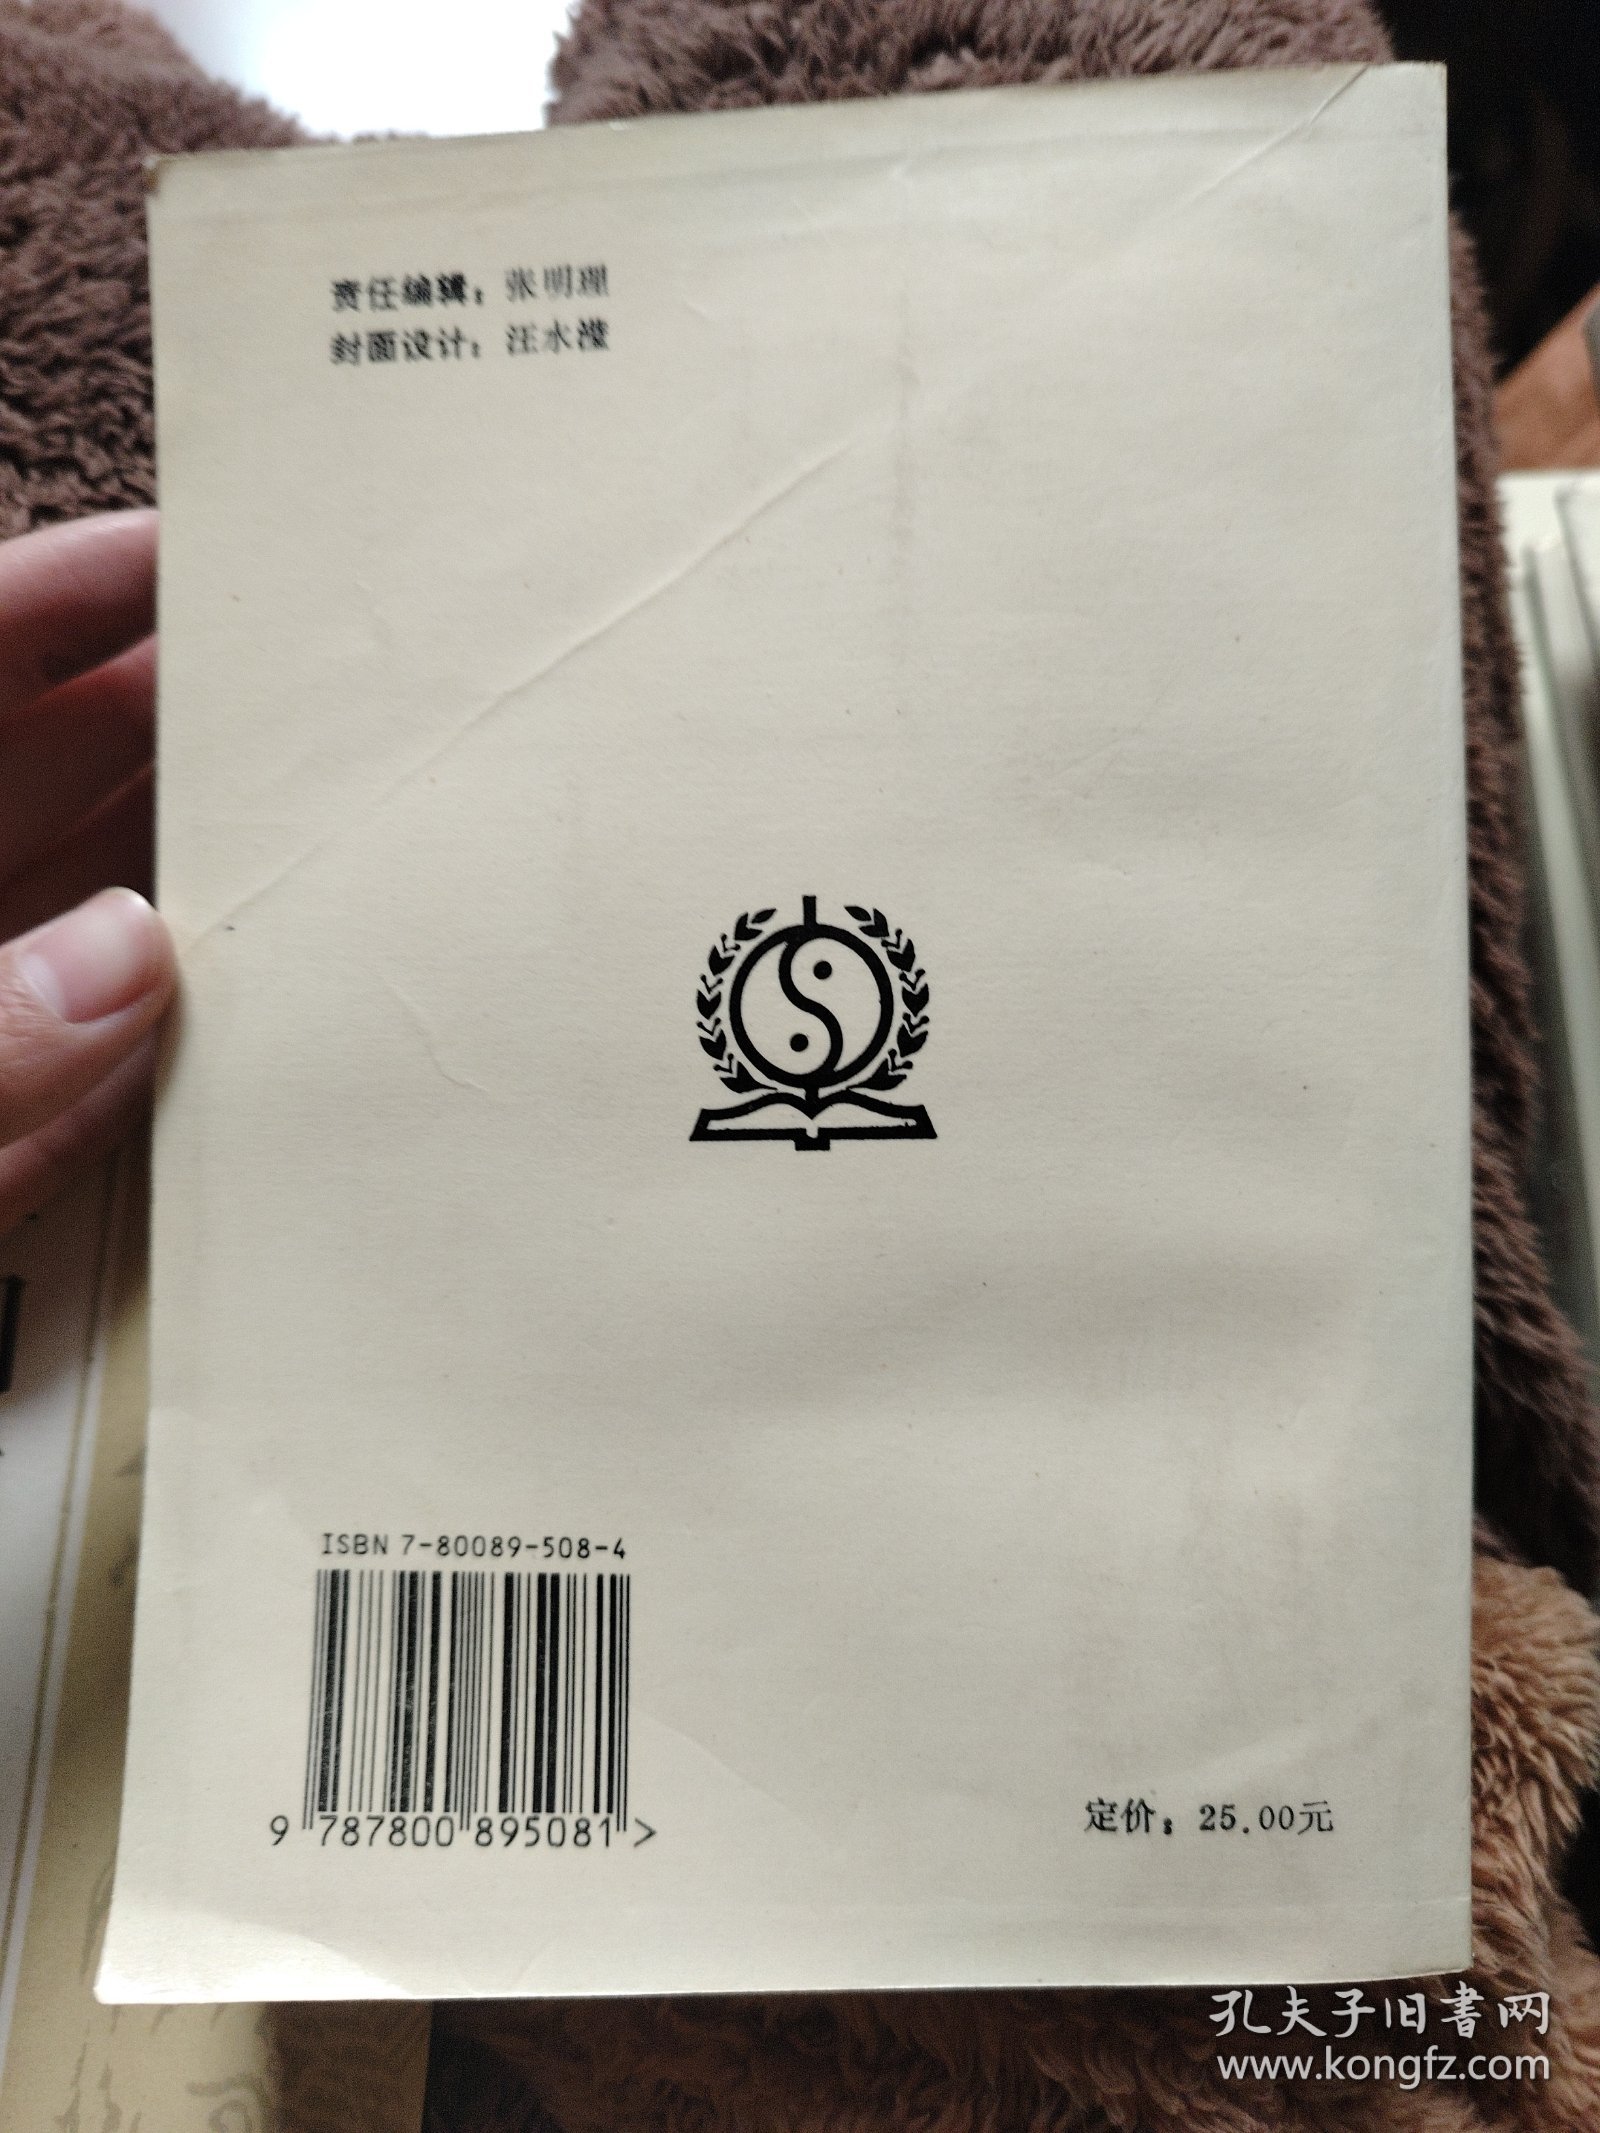 责任编辑：张明理
封面设计：汪水滢
ISBN 7-80089-508-4
9 787800 895081 >
定价：25.00元
孔夫子旧书网
www.kongfz.com